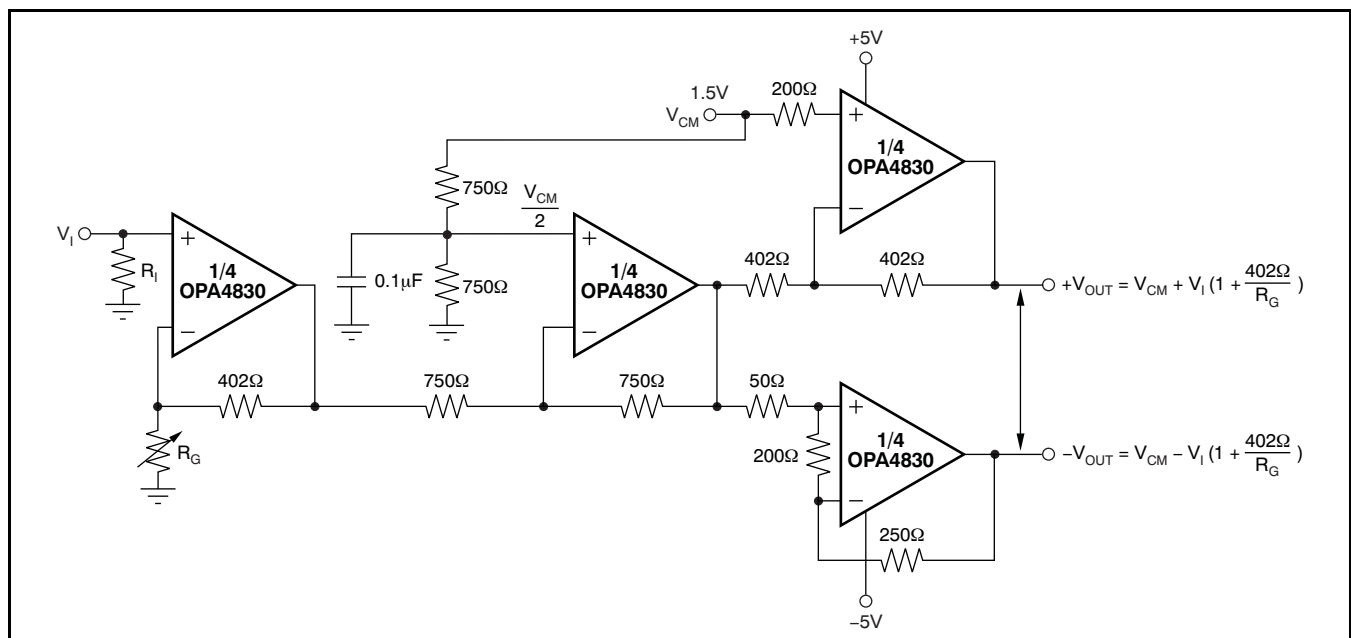 +5V
1.5V
V_CM
200Ω
+
1/4
OPA4830
−
750Ω
V_CM/2
V_I
+
R_I
1/4
OPA4830
−
0.1μF
750Ω
+
1/4
OPA4830
−
402Ω
402Ω
+V_OUT = V_CM + V_I (1 + 402Ω/R_G )
402Ω
750Ω
750Ω
50Ω
R_G
200Ω
+
1/4
OPA4830
−
−V_OUT = V_CM − V_I (1 + 402Ω/R_G )
250Ω
−5V